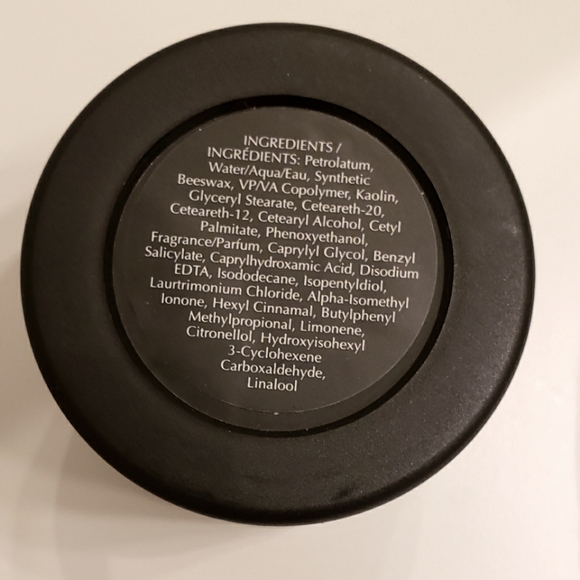 INGREDIENTS /
INGRÉDIENTS: Petrolatum,
Water/Aqua/Eau, Synthetic
Beeswax, VP/VA Copolymer, Kaolin,
Glyceryl Stearate, Ceteareth-20,
Ceteareth-12, Cetearyl Alcohol, Cetyl
Palmitate, Phenoxyethanol,
Fragrance/Parfum, Caprylyl Glycol, Benzyl
Salicylate, Caprylhydroxamic Acid, Disodium
EDTA, Isododecane, Isopentyldiol,
Laurtrimonium Chloride, Alpha-Isomethyl
Ionone, Hexyl Cinnamal, Butylphenyl
Methylpropional, Limonene,
Citronellol, Hydroxyisohexyl
3-Cyclohexene
Carboxaldehyde,
Linalool